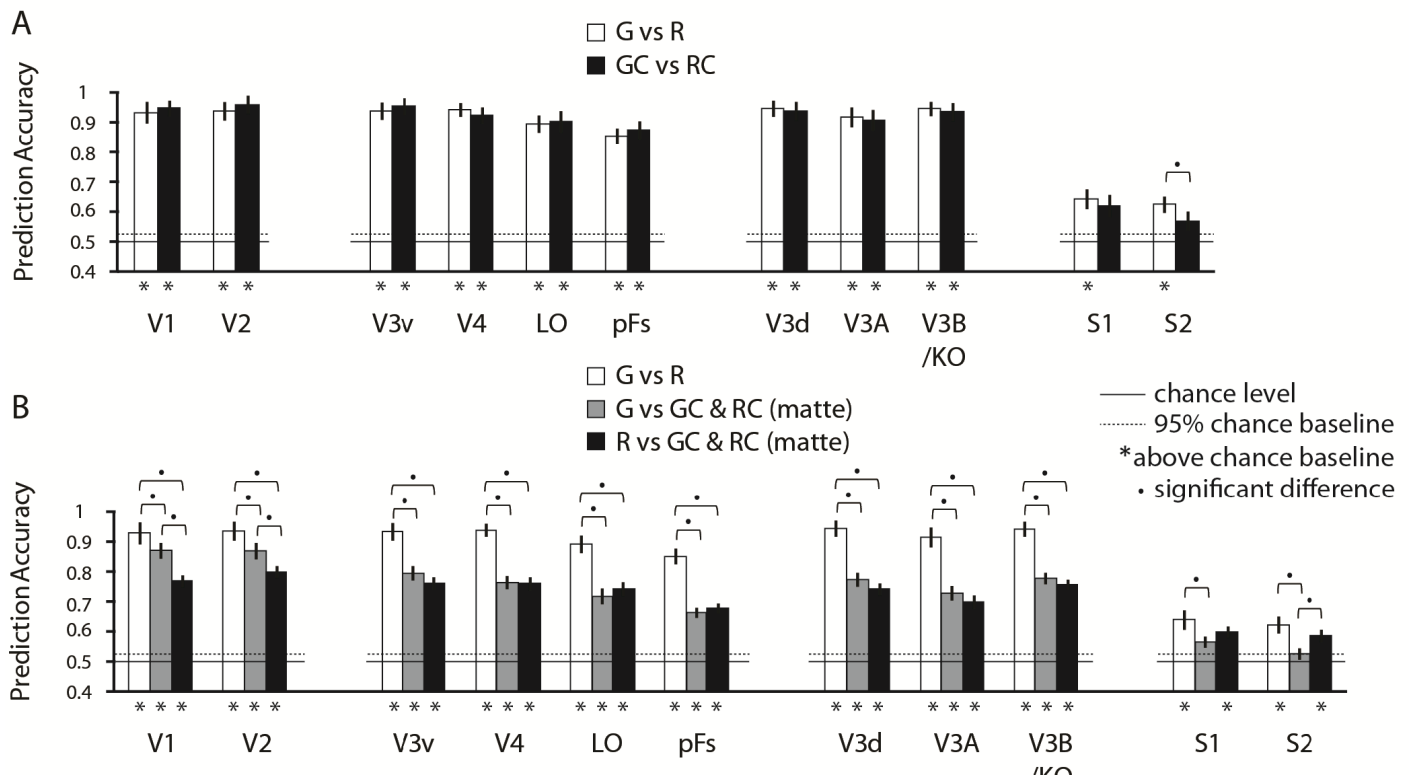 A
G vs R
GC vs RC
Prediction Accuracy
1
0.9
0.8
0.7
0.6
0.5
0.4
* * * * * * * * * * * * * * * * * * * *
V1 V2 V3v V4 LO pFs V3d V3A V3B /KO S1 S2
B
G vs R
G vs GC & RC (matte)
R vs GC & RC (matte)
chance level
95% chance baseline
*above chance baseline
• significant difference
Prediction Accuracy
1
0.9
0.8
0.7
0.6
0.5
0.4
* * * * * * * * * * * * * * * * * * * * * * * * * * * * * * * *
V1 V2 V3v V4 LO pFs V3d V3A V3B /KO S1 S2